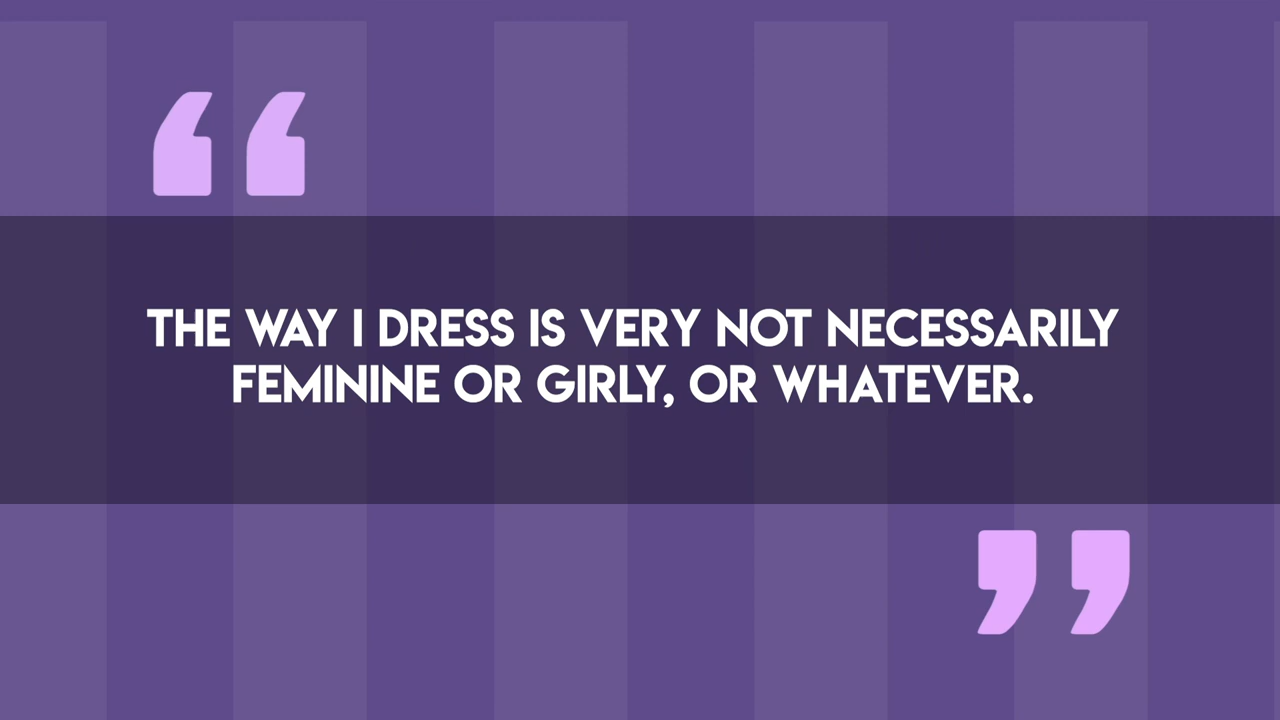 THE WAY I DRESS IS VERY NOT NECESSARILY
FEMININE OR GIRLY, OR WHATEVER.